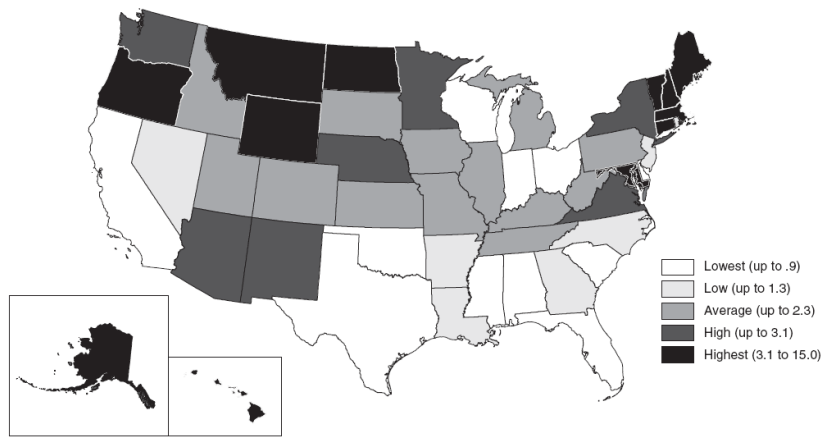 Lowest (up to .9)
Low (up to 1.3)
Average (up to 2.3)
High (up to 3.1)
Highest (3.1 to 15.0)